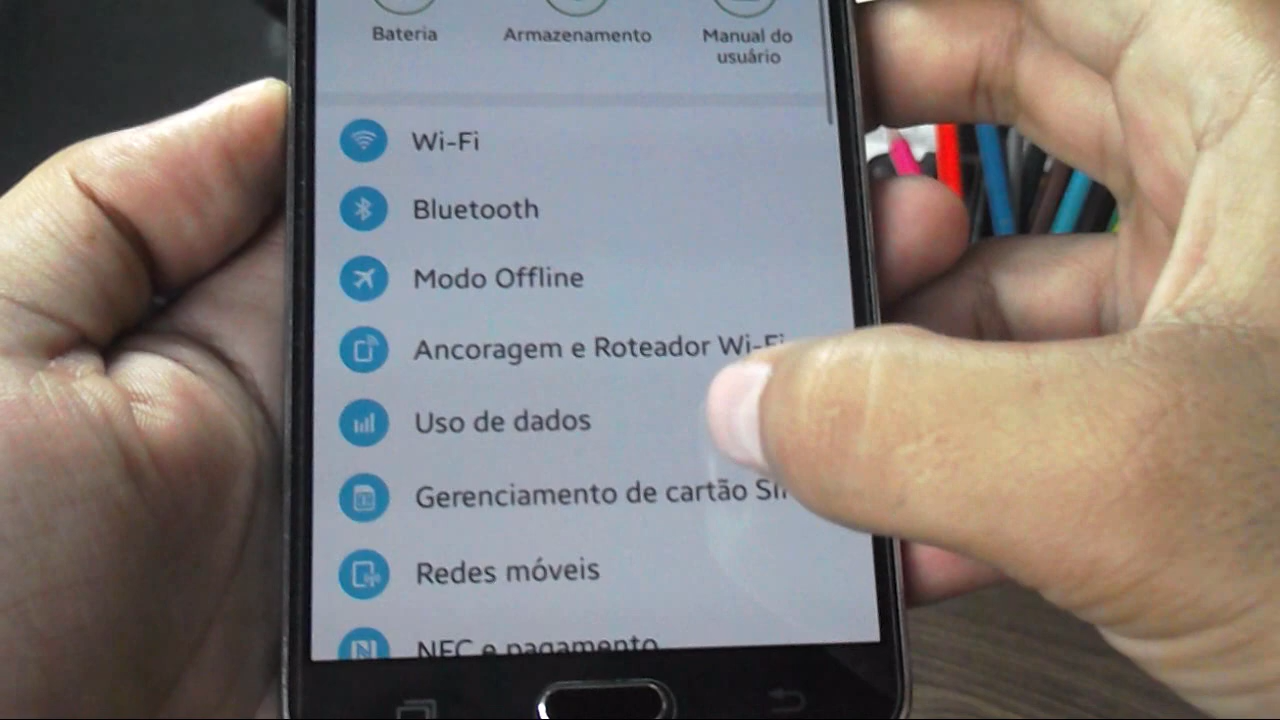 Bateria
Armazenamento
Manual do
usuário
Wi-Fi
Bluetooth
Modo Offline
Ancoragem e Roteador Wi-Fi
Uso de dados
Gerenciamento de cartão
Redes móveis
NFC e pagamento